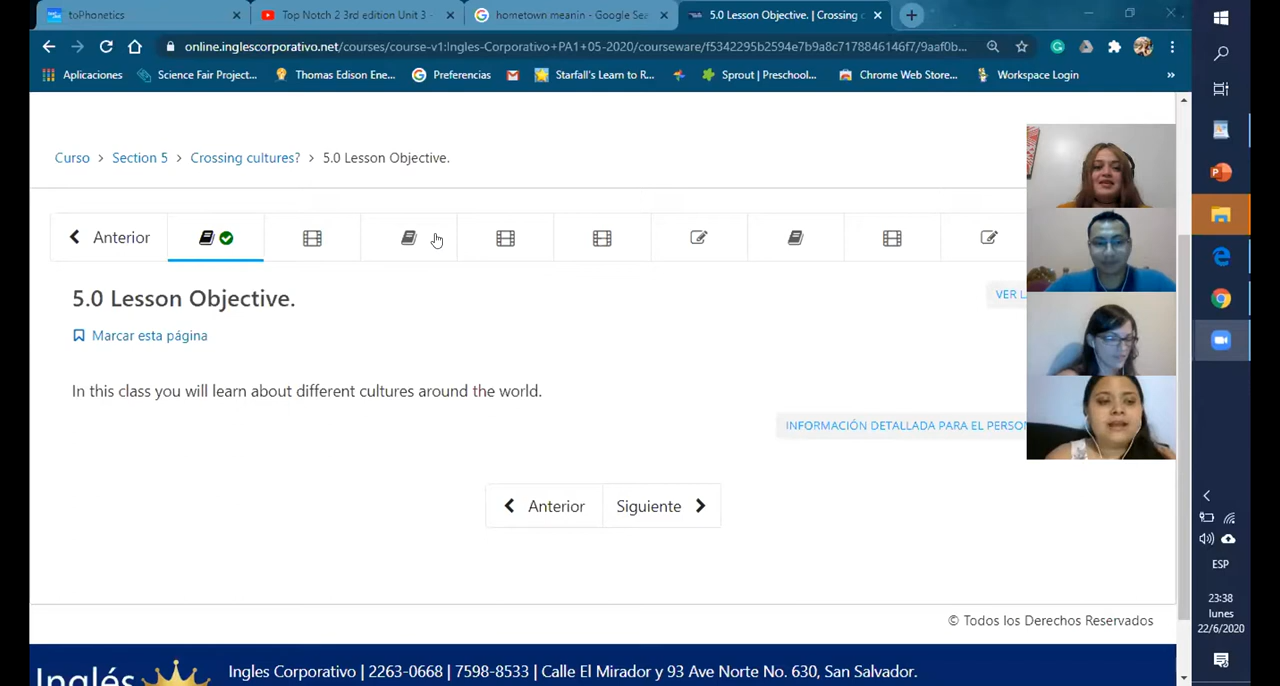 toPhonetics
Top Notch 2 3rd edition Unit 3 -
hometown meanin - Google Sea
5.0 Lesson Objective. | Crossing c
online.inglescorporativo.net/courses/course-v1:Ingles-Corporativo+PA1+05-2020/courseware/f5342295b2594e7b9a8c7178846146f7/9aaf0b...
Aplicaciones
Science Fair Project...
Thomas Edison Ene...
Preferencias
Starfall's Learn to R...
Sprout | Preschool...
Chrome Web Store...
Workspace Login
»
Curso > Section 5 > Crossing cultures? > 5.0 Lesson Objective.
Anterior
5.0 Lesson Objective.
VER L
Marcar esta página
In this class you will learn about different cultures around the world.
INFORMACIÓN DETALLADA PARA EL PERSON
Anterior
Siguiente
© Todos los Derechos Reservados
Inglés
Ingles Corporativo | 2263-0668 | 7598-8533 | Calle El Mirador y 93 Ave Norte No. 630, San Salvador.
ESP
23:38
lunes
22/6/2020